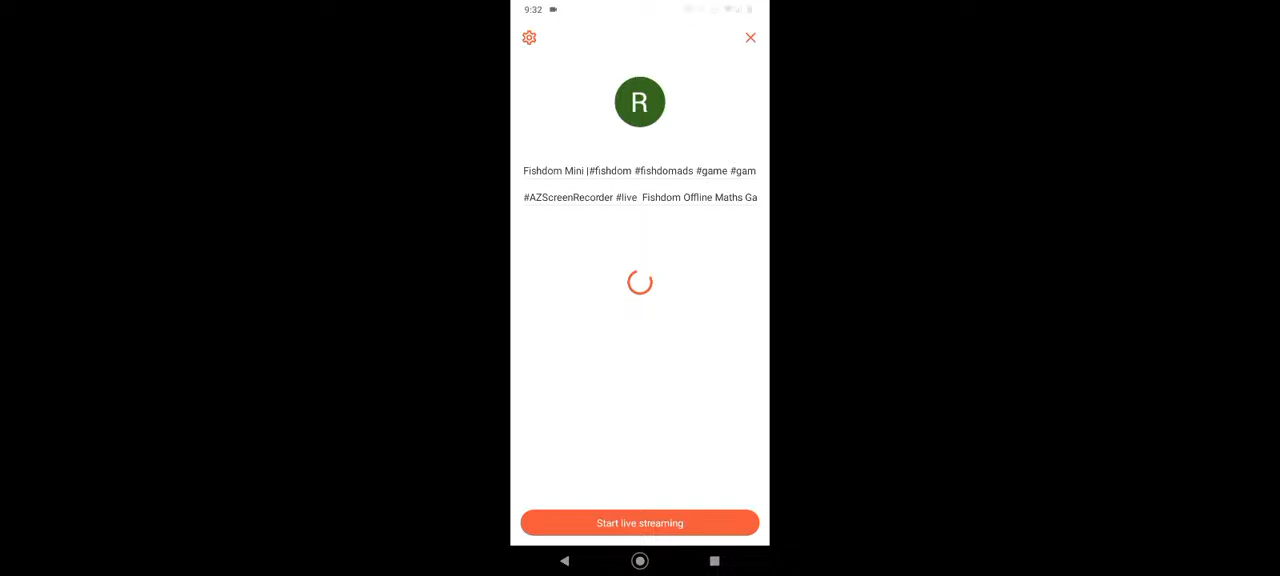 9:32
R
Fishdom Mini |#fishdom #fishdomads #game #gam
#AZScreenRecorder #live  Fishdom Offline Maths Ga
Start live streaming